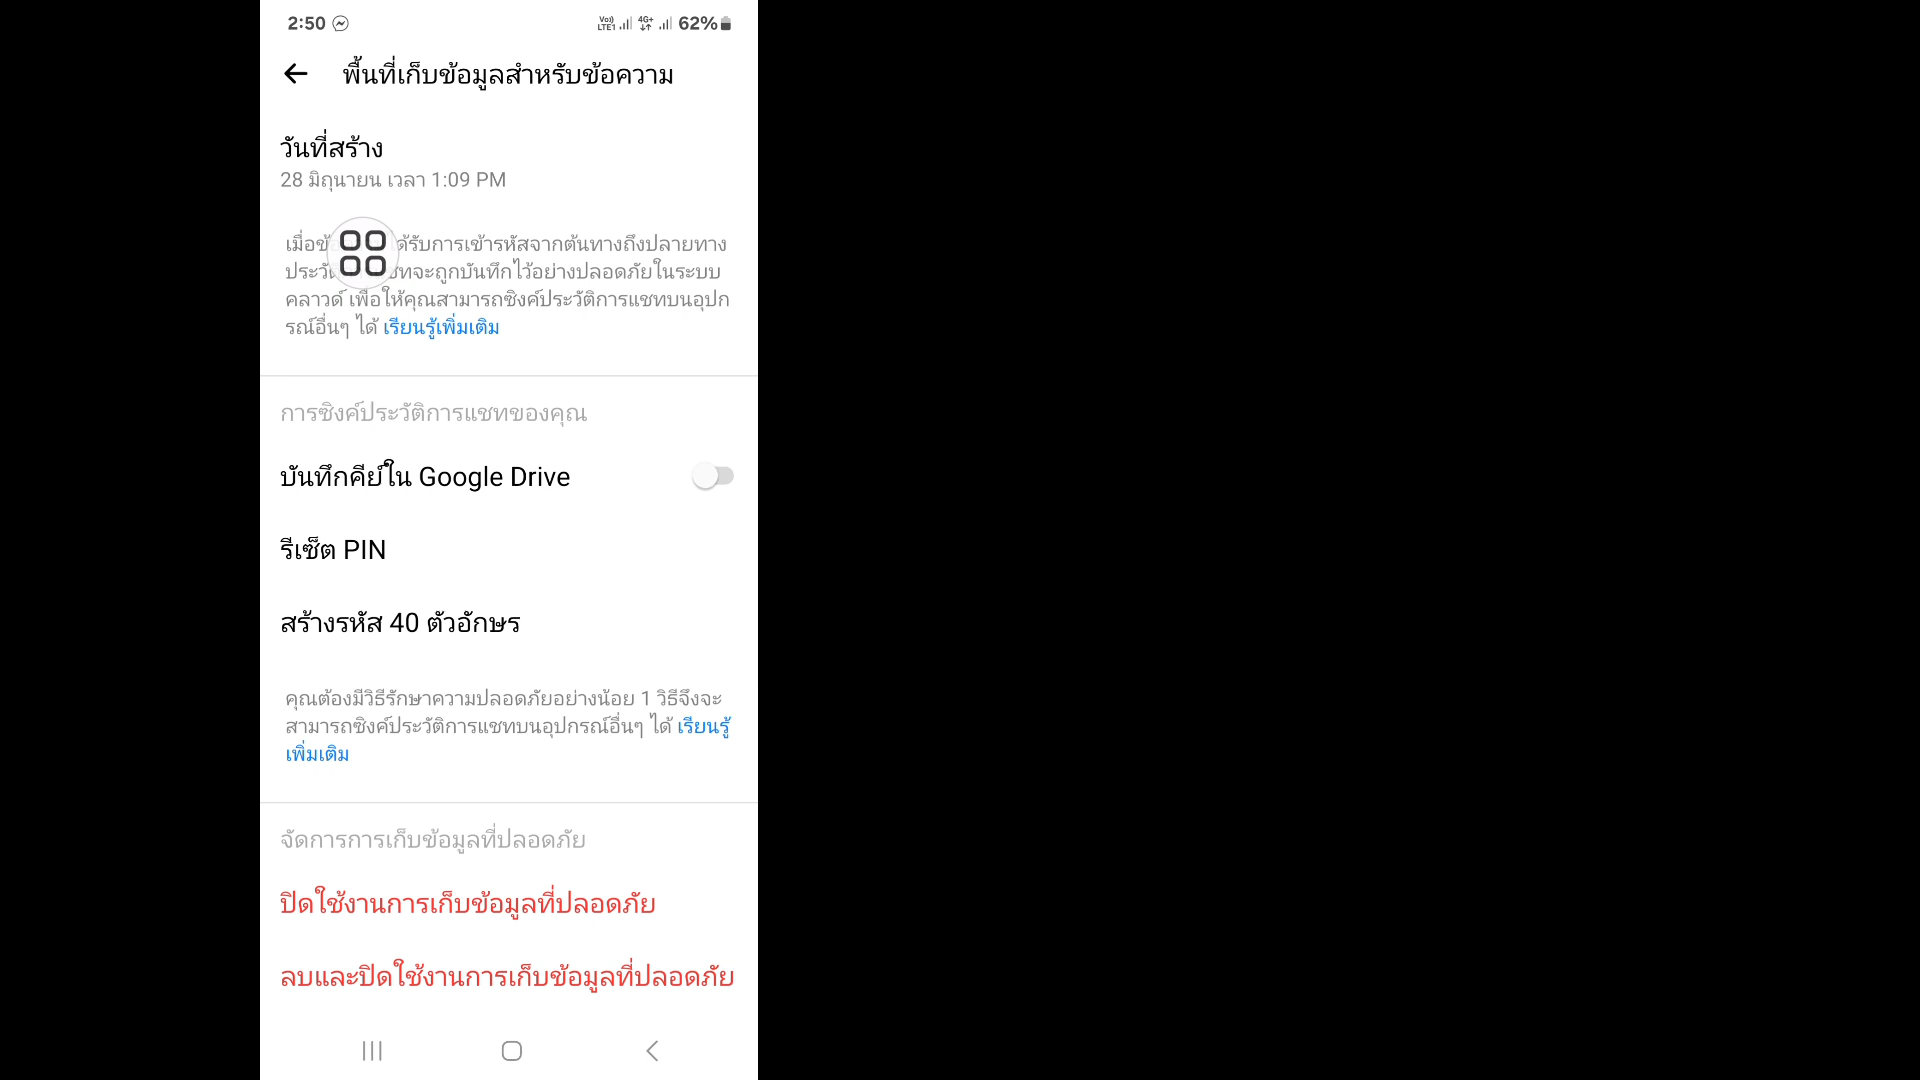 2:50 Vo)) LTE1 4G+ 62%
พื้นที่เก็บข้อมูลสำหรับข้อความ
วันที่สร้าง
28 มิถุนายน เวลา 1:09 PM
เมื่อข้ ด้รับการเข้ารหัสจากต้นทางถึงปลายทาง
ประวั ชทจะถูกบันทึกไว้อย่างปลอดภัยในระบบ
คลาวด์ เพื่อให้คุณสามารถซิงค์ประวัติการแชทบนอุปก
รณ์อื่นๆ ได้ เรียนรู้เพิ่มเติม
การซิงค์ประวัติการแชทของคุณ
บันทึกคีย์ใน Google Drive
รีเซ็ต PIN
สร้างรหัส 40 ตัวอักษร
คุณต้องมีวิธีรักษาความปลอดภัยอย่างน้อย 1 วิธีจึงจะ
สามารถซิงค์ประวัติการแชทบนอุปกรณ์อื่นๆ ได้ เรียนรู้
เพิ่มเติม
จัดการการเก็บข้อมูลที่ปลอดภัย
ปิดใช้งานการเก็บข้อมูลที่ปลอดภัย
ลบและปิดใช้งานการเก็บข้อมูลที่ปลอดภัย